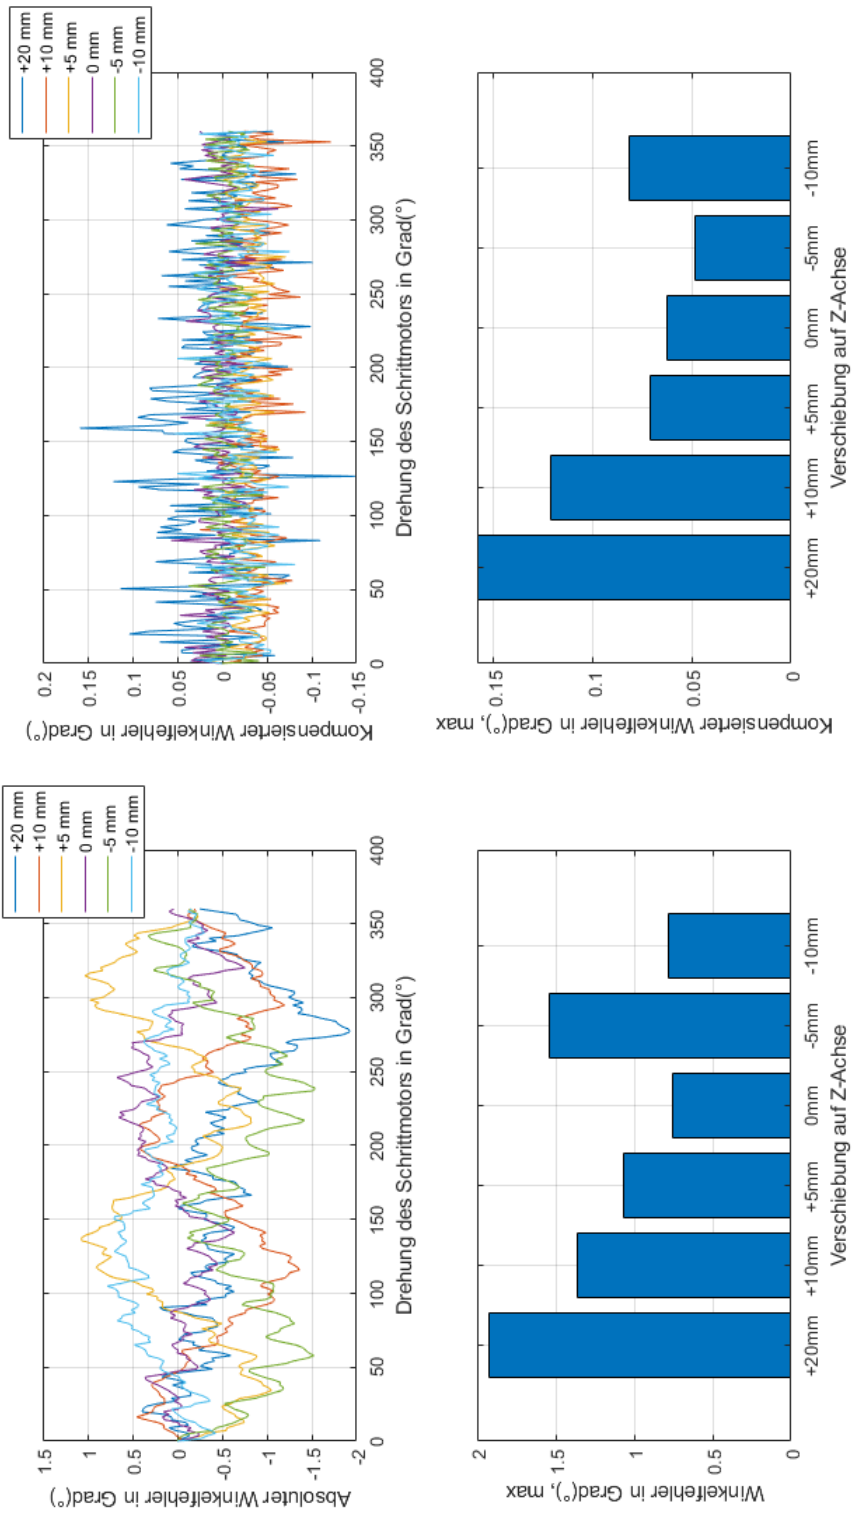 +20 mm
+10 mm
+5 mm
0 mm
-5 mm
-10 mm
1.5
1
0.5
0
-0.5
-1
-1.5
-2
0
50
100
150
200
250
300
350
400
Absoluter Winkelfehler in Grad(°)
Drehung des Schrittmotors in Grad(°)
+20 mm
+10 mm
+5 mm
0 mm
-5 mm
-10 mm
0.2
0.15
0.1
0.05
0
-0.05
-0.1
-0.15
0
50
100
150
200
250
300
350
400
Kompensierter Winkelfehler in Grad(°)
Drehung des Schrittmotors in Grad(°)
2
1.5
1
0.5
0
Winkelfehler in Grad(°), max
+20mm
+10mm
+5mm
0mm
-5mm
-10mm
Verschiebung auf Z-Achse
0.15
0.1
0.05
0
Kompensierter Winkelfehler in Grad(°), max
+20mm
+10mm
+5mm
0mm
-5mm
-10mm
Verschiebung auf Z-Achse